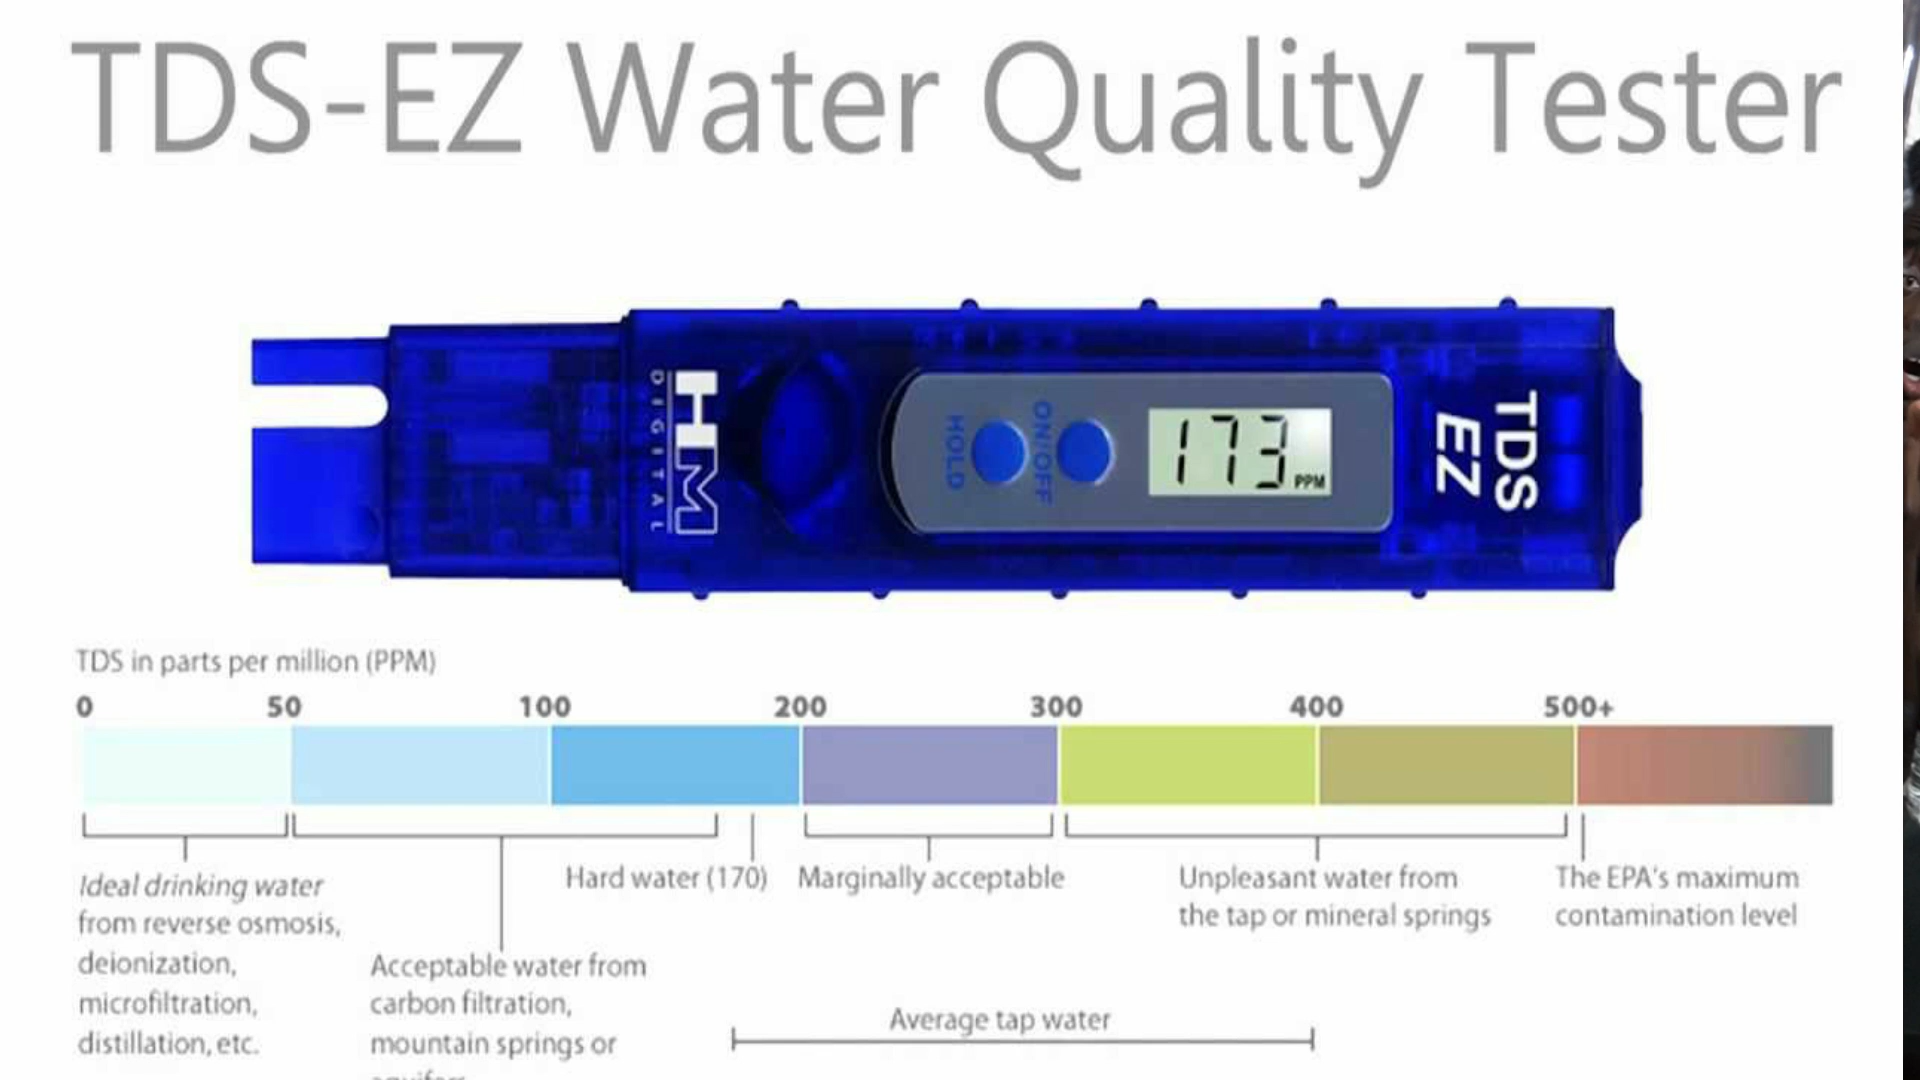 TDS-EZ Water Quality Tester
HM
DIGITAL
HOLD
ON/OFF
173 PPM
TDS
EZ
TDS in parts per million (PPM)
0 50 100 200 300 400 500+
Ideal drinking water
from reverse osmosis,
deionization,
microfiltration,
distillation, etc.
Acceptable water from
carbon filtration,
mountain springs or
Hard water (170)
Marginally acceptable
Unpleasant water from
the tap or mineral springs
The EPA's maximum
contamination level
Average tap water